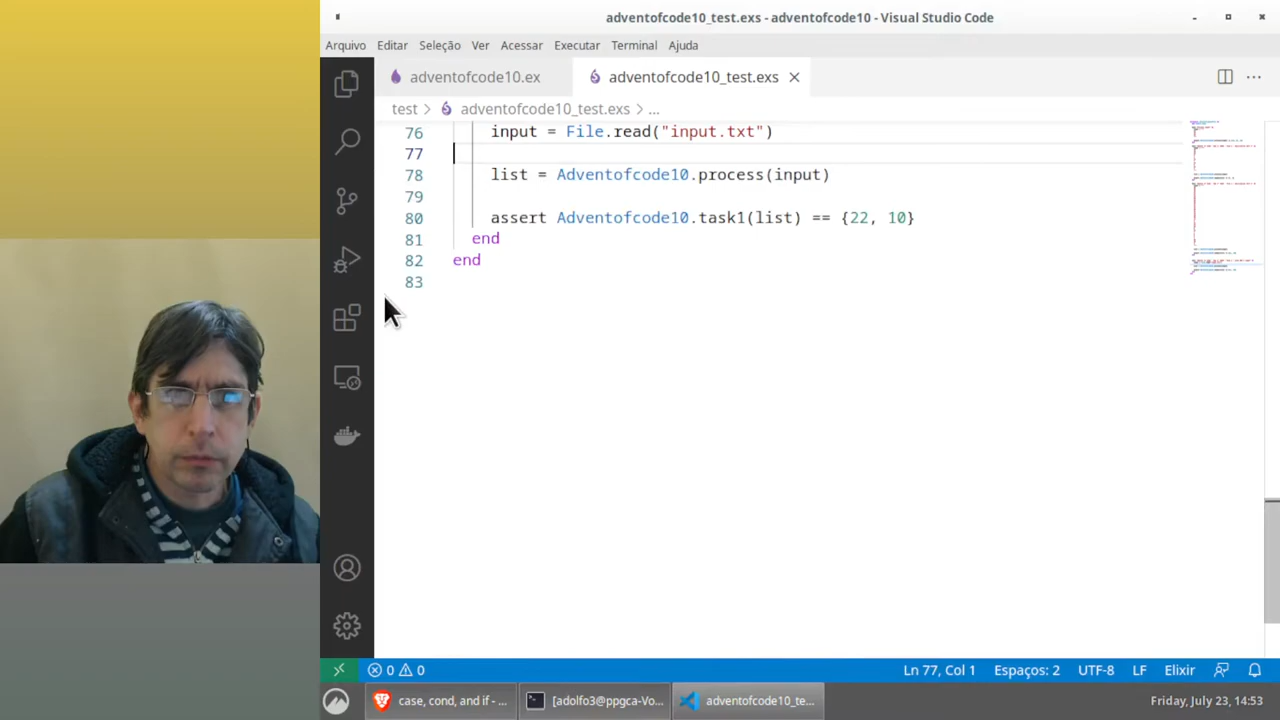 adventofcode10_test.exs - adventofcode10 - Visual Studio Code
Arquivo Editar Seleção Ver Acessar Executar Terminal Ajuda
adventofcode10.ex adventofcode10_test.exs
test > adventofcode10_test.exs > ...
76 input = File.read("input.txt")
77
78 list = Adventofcode10.process(input)
79
80 assert Adventofcode10.task1(list) == {22, 10}
81 end
82 end
83
0 0 Ln 77, Col 1 Espaços: 2 UTF-8 LF Elixir
case, cond, and if - ... [adolfo3@ppgca-Vo... adventofcode10_te... Friday, July 23, 14:53